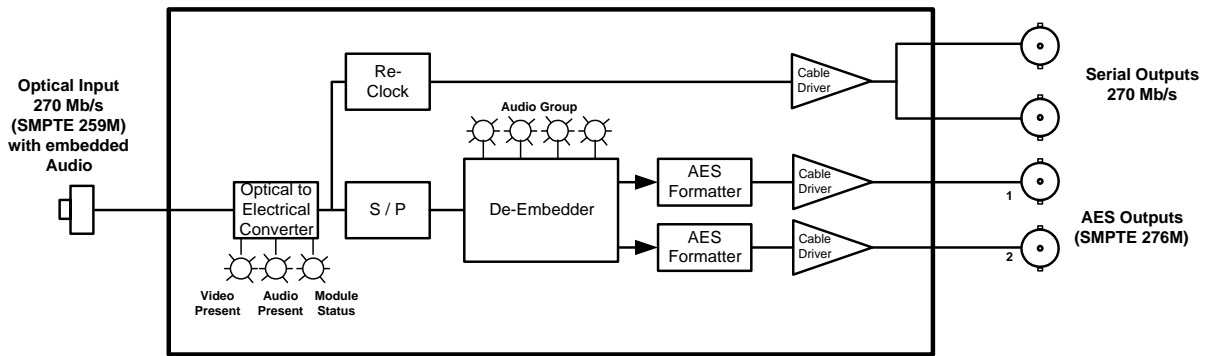 Optical Input
270 Mb/s
(SMPTE 259M)
with embedded
Audio
Re-
Clock
Cable
Driver
Serial Outputs
270 Mb/s
Audio Group
Optical to
Electrical
Converter
S / P
De-Embedder
AES
Formatter
Cable
Driver
1
AES
Formatter
Cable
Driver
2
AES Outputs
(SMPTE 276M)
Video
Present
Audio
Present
Module
Status